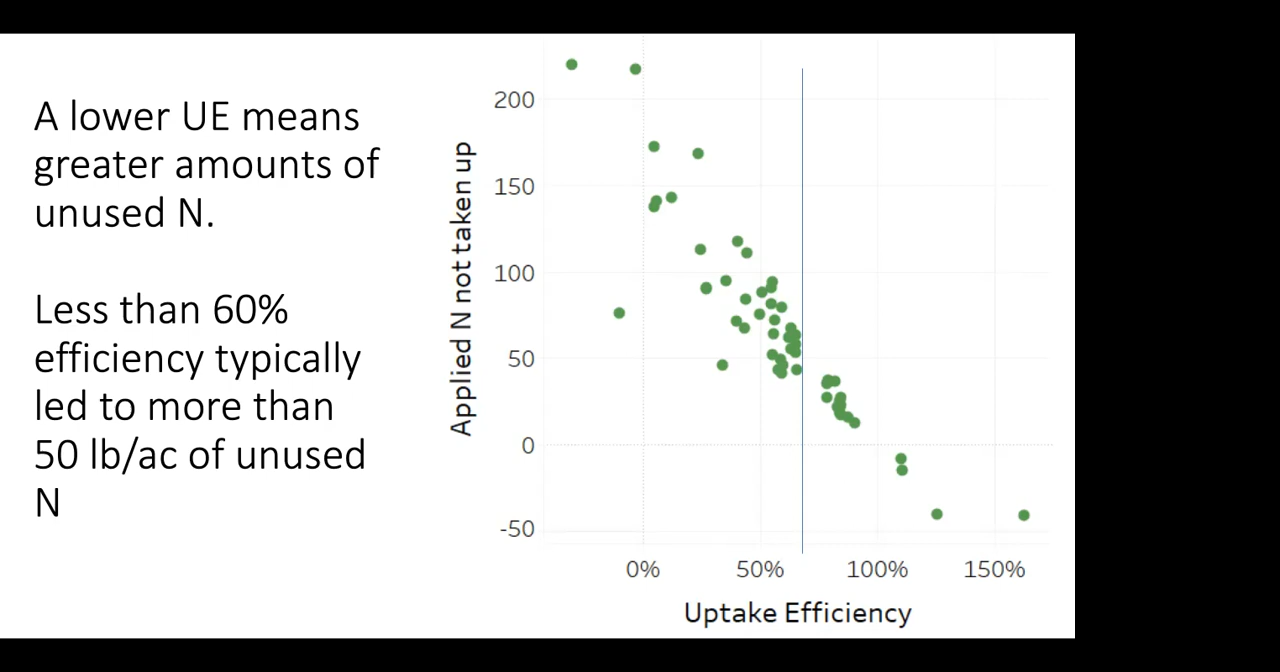 A lower UE means
greater amounts of
unused N.
Less than 60%
efficiency typically
led to more than
50 lb/ac of unused
N
Applied N not taken up
200
150
100
50
0
-50
0% 50% 100% 150%
Uptake Efficiency